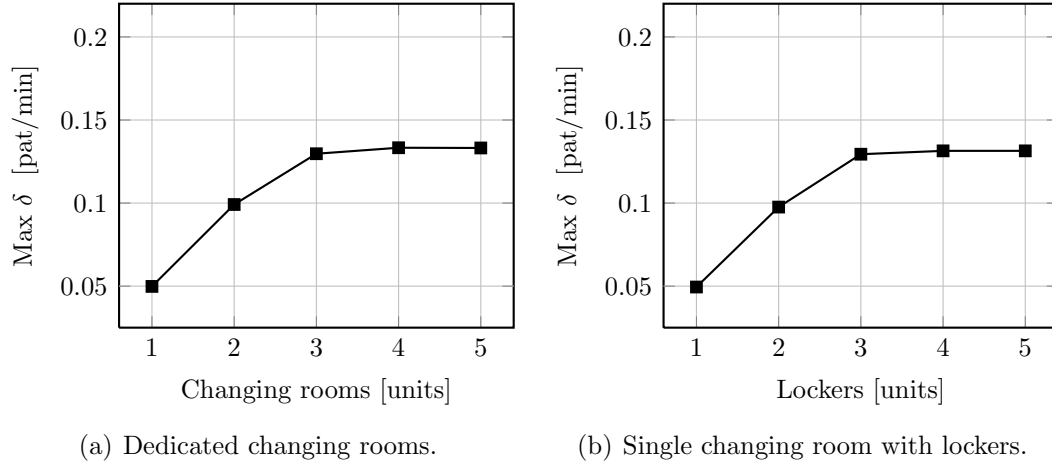 0.2
0.15
0.1
0.05
Max δ [pat/min]
1 2 3 4 5
Changing rooms [units]
(a) Dedicated changing rooms.
0.2
0.15
0.1
0.05
Max δ [pat/min]
1 2 3 4 5
Lockers [units]
(b) Single changing room with lockers.